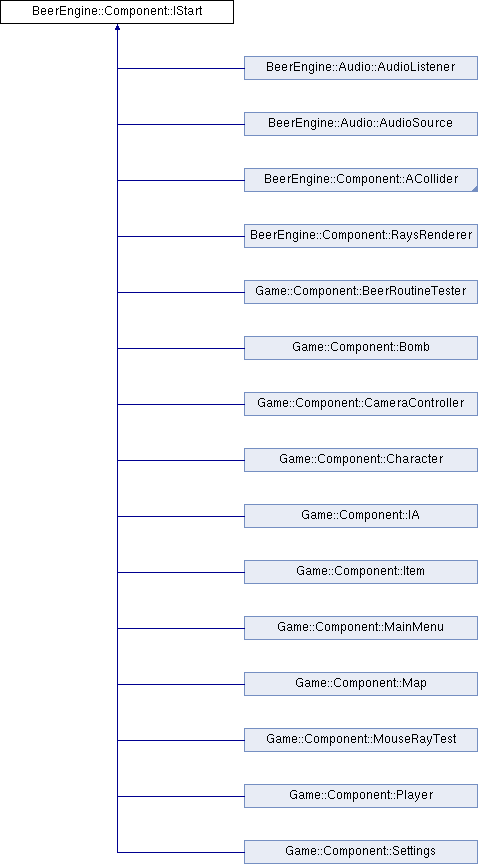 BeerEngine::Component::IStart
BeerEngine::Audio::AudioListener
BeerEngine::Audio::AudioSource
BeerEngine::Component::ACollider
BeerEngine::Component::RaysRenderer
Game::Component::BeerRoutineTester
Game::Component::Bomb
Game::Component::CameraController
Game::Component::Character
Game::Component::IA
Game::Component::Item
Game::Component::MainMenu
Game::Component::Map
Game::Component::MouseRayTest
Game::Component::Player
Game::Component::Settings